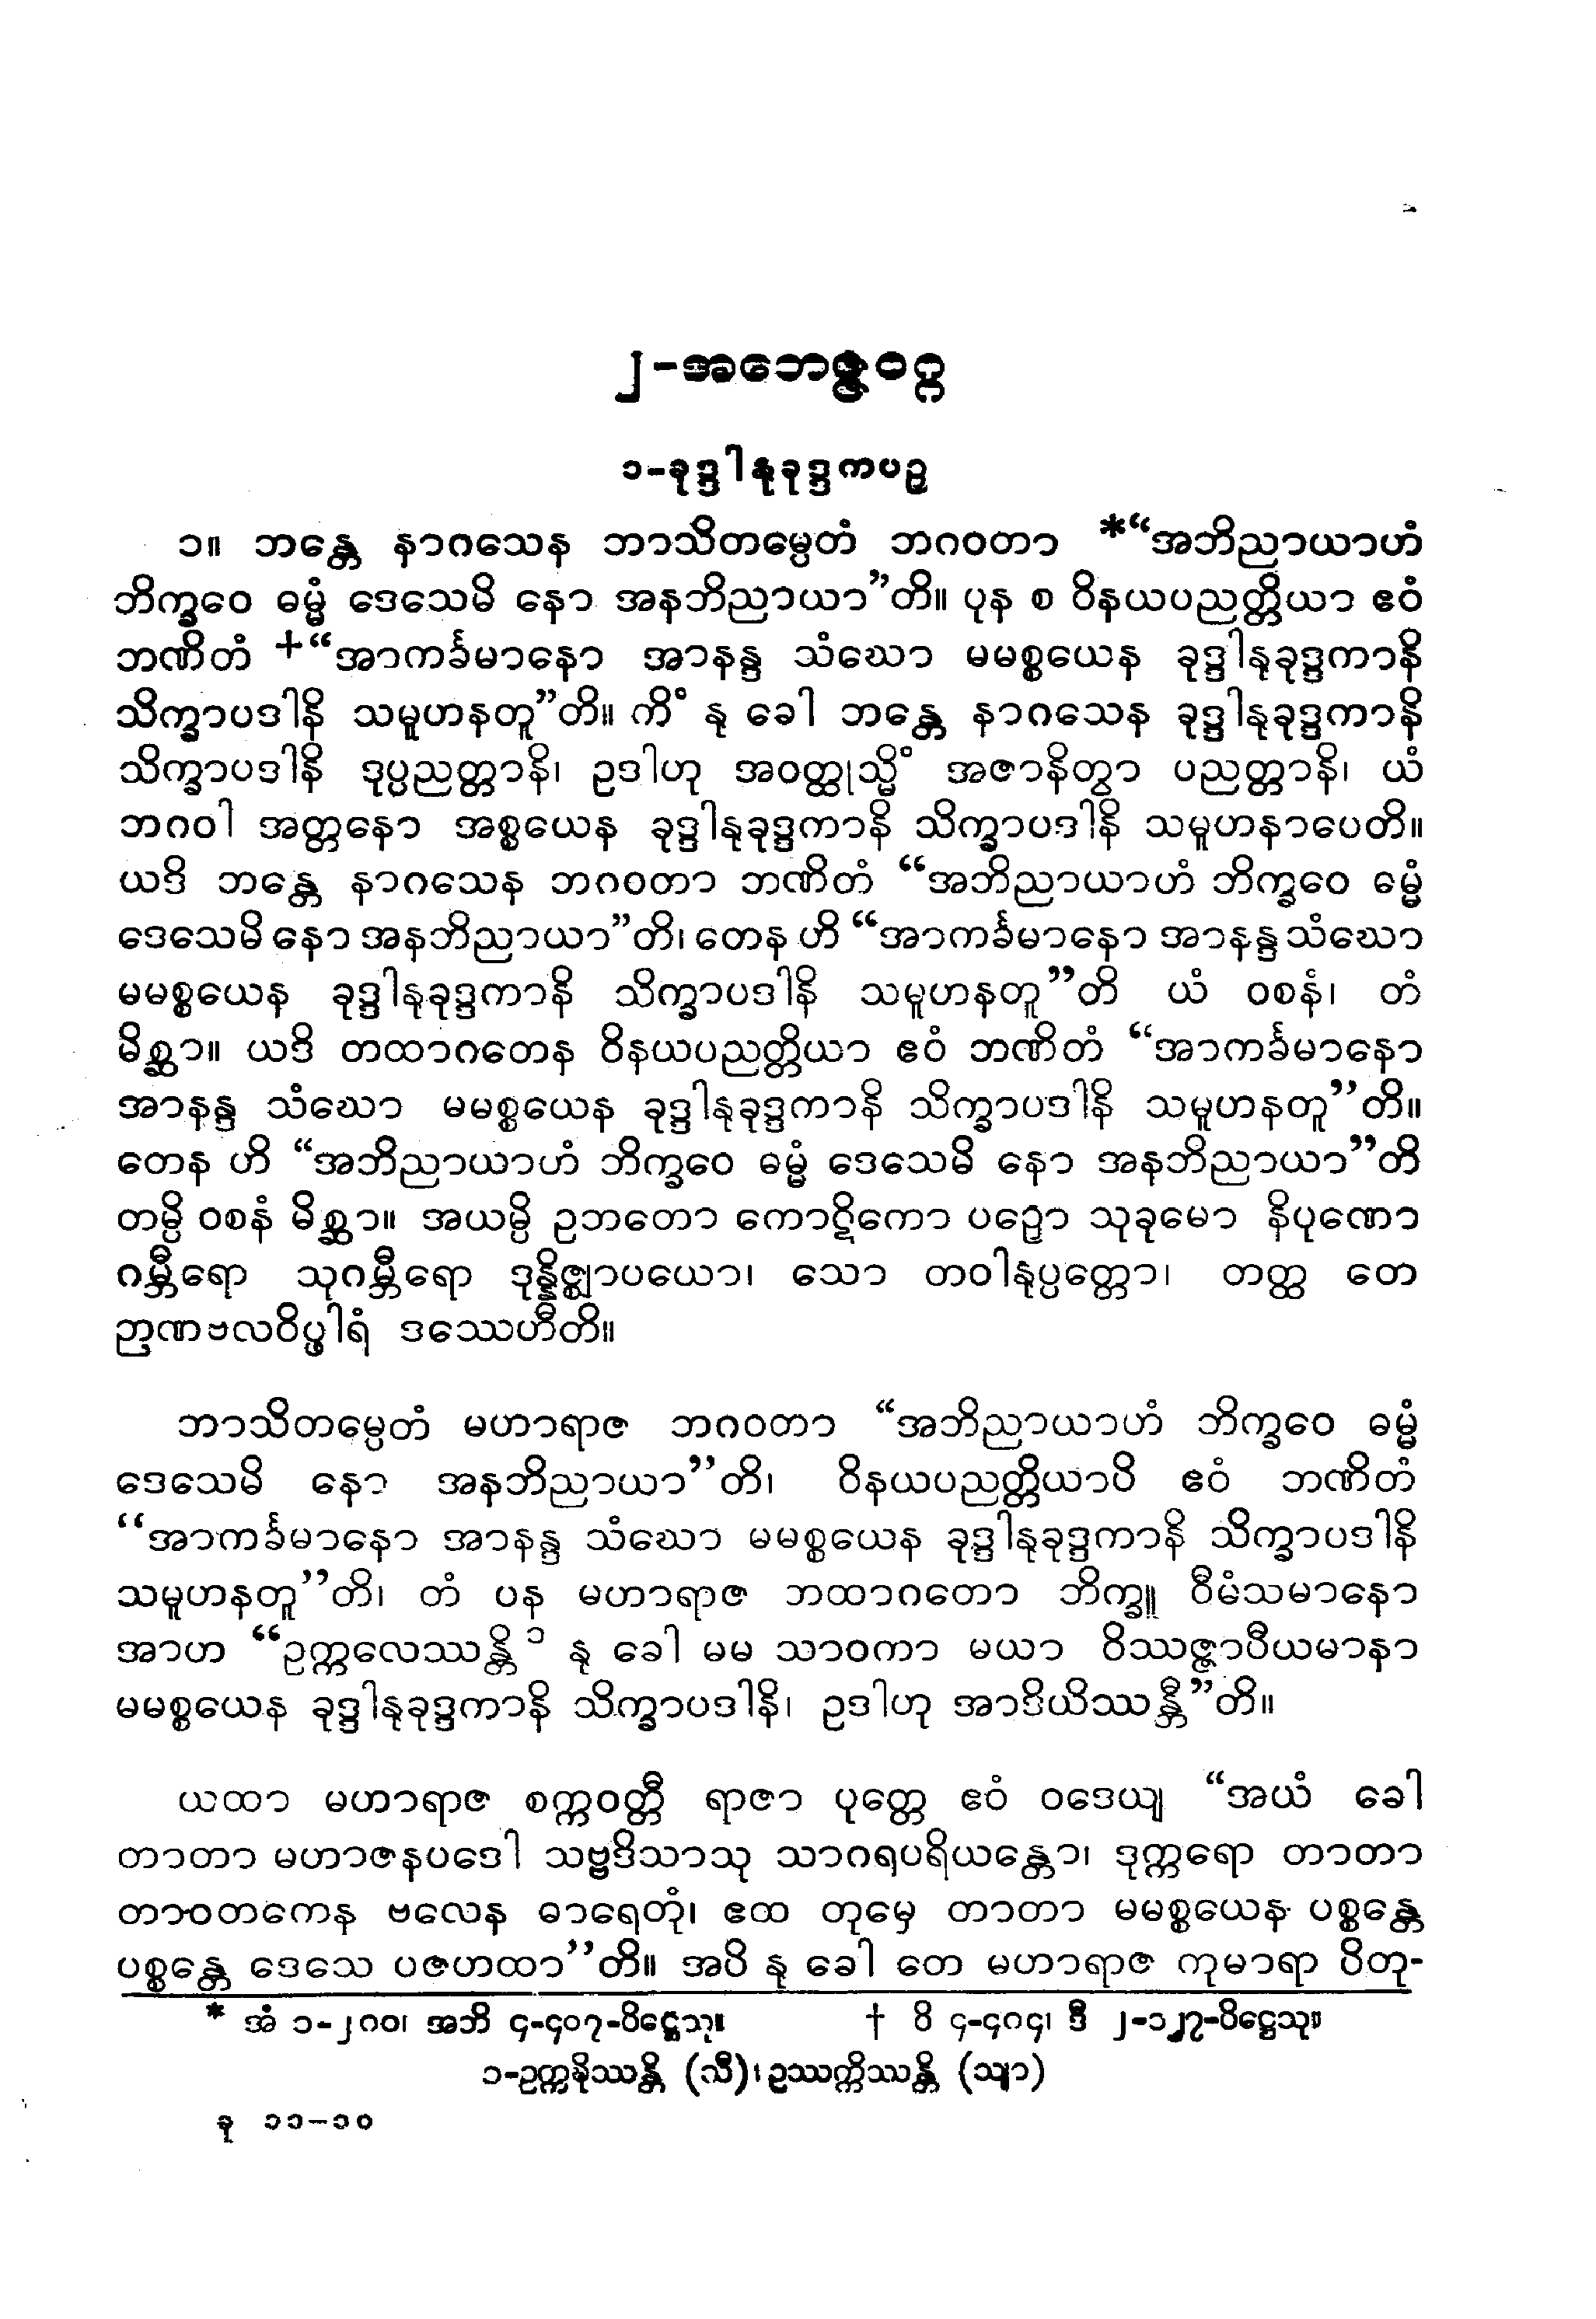 ၂-အဘေဇ္ဇဝဂ္ဂ
၁-ခုဒ္ဒါနုခုဒ္ဒကပဉှ
၁။ ဘန္တေ နာဂသေန ဘာသိတမ္ပေတံ ဘဂဝတာ *“အဘိညာယာဟံ
ဘိက္ခဝေ ဓမ္မံ ဒေသေမိ နော အနဘိညာယာ”တိ။ ပုန စ ဝိနယပညတ္တိယာ ဧဝံ
ဘဏိတံ +“အာကင်္ခမာနော အာနန္ဒ သံဃော မမစ္စယေန ခုဒ္ဒါနုခုဒ္ဒကာနိ
သိက္ခာပဒါနိ သမူဟနတူ”တိ။ ကိံ နု ခေါ ဘန္တေ နာဂသေန ခုဒ္ဒါနုခုဒ္ဒကာနိ
သိက္ခာပဒါနိ ဒုပ္ပညတ္တာနိ၊ ဥဒါဟု အဝတ္ထုသ္မိံ အဇာနိတွာ ပညတ္တာနိ၊ ယံ
ဘဂဝါ အတ္တနော အစ္စယေန ခုဒ္ဒါနုခုဒ္ဒကာနိ သိက္ခာပဒါနိ သမူဟနာပေတိ။
ယဒိ ဘန္တေ နာဂသေန ဘဂဝတာ ဘဏိတံ “အဘိညာယာဟံ ဘိက္ခဝေ ဓမ္မံ
ဒေသေမိ နော အနဘိညာယာ”တိ၊ တေန ဟိ “အာကင်္ခမာနော အာနန္ဒ သံဃော
မမစ္စယေန ခုဒ္ဒါနုခုဒ္ဒကာနိ သိက္ခာပဒါနိ သမူဟနတူ”တိ ယံ ဝစနံ၊ တံ
မိစ္ဆာ။ ယဒိ တထာဂတေန ဝိနယပညတ္တိယာ ဧဝံ ဘဏိတံ “အာကင်္ခမာနော
အာနန္ဒ သံဃော မမစ္စယေန ခုဒ္ဒါနုခုဒ္ဒကာနိ သိက္ခာပဒါနိ သမူဟနတူ”တိ။
တေန ဟိ “အဘိညာယာဟံ ဘိက္ခဝေ ဓမ္မံ ဒေသေမိ နော အနဘိညာယာ”တိ
တမ္ပိ ဝစနံ မိစ္ဆာ။ အယမ္ပိ ဥဘတော ကောဋိကော ပဉှော သုခုမော နိပုဏော
ဂမ္ဘီရော သုဂမ္ဘီရော ဒုန္နိဇ္ဈာပယော၊ သော တဝါနုပ္ပတ္တော၊ တတ္ထ တေ
ဉာဏဗလဝိပ္ဖါရံ ဒဿေဟီတိ။
ဘာသိတမ္ပေတံ မဟာရာဇ ဘဂဝတာ “အဘိညာယာဟံ ဘိက္ခဝေ ဓမ္မံ
ဒေသေမိ နော အနဘိညာယာ”တိ၊ ဝိနယပညတ္တိယာပိ ဧဝံ ဘဏိတံ
“အာကင်္ခမာနော အာနန္ဒ သံဃော မမစ္စယေန ခုဒ္ဒါနုခုဒ္ဒကာနိ သိက္ခာပဒါနိ
သမူဟနတူ”တိ၊ တံ ပန မဟာရာဇ ဘထာဂတော ဘိက္ခူ ဝီမံသမာနော
အာဟ “ဥက္ကလေဿန္တိ ၁ နု ခေါ မမ သာဝကာ မယာ ဝိဿဇ္ဇာပီယမာနာ
မမစ္စယေန ခုဒ္ဒါနုခုဒ္ဒကာနိ သိက္ခာပဒါနိ၊ ဥဒါဟု အာဒိယိဿန္တီ”တိ။
ယထာ မဟာရာဇ စက္ကဝတ္တီ ရာဇာ ပုတ္တေ ဧဝံ ဝဒေယျ “အယံ ခေါ
တာတာ မဟာဇနပဒေါ သဗ္ဗဒိသာသု သာဂရပရိယန္တော၊ ဒုက္ကရော တာတာ
တာဝတကေန ဗလေန ဓာရေတုံ၊ ဧထ တုမှေ တာတာ မမစ္စယေန ပစ္စန္တေ
ပစ္စန္တေ ဒေသေ ပဇဟထာ”တိ။ အပိ နု ခေါ တေ မဟာရာဇ ကုမာရာ ပိတု-
* အံ ၁-၂၈၀၊ အဘိ ၄-၄၀၇-ပိဋ္ဌေသု။ † ဝိ ၄-၄၈၄၊ ဒီ ၂-၁၂၇-ပိဋ္ဌေသု။
၁-ဥက္ကနိဿန္တိ (သီ)၊ ဥဿက္ကိဿန္တိ (သျာ)
ခု ၁၁-၁၀